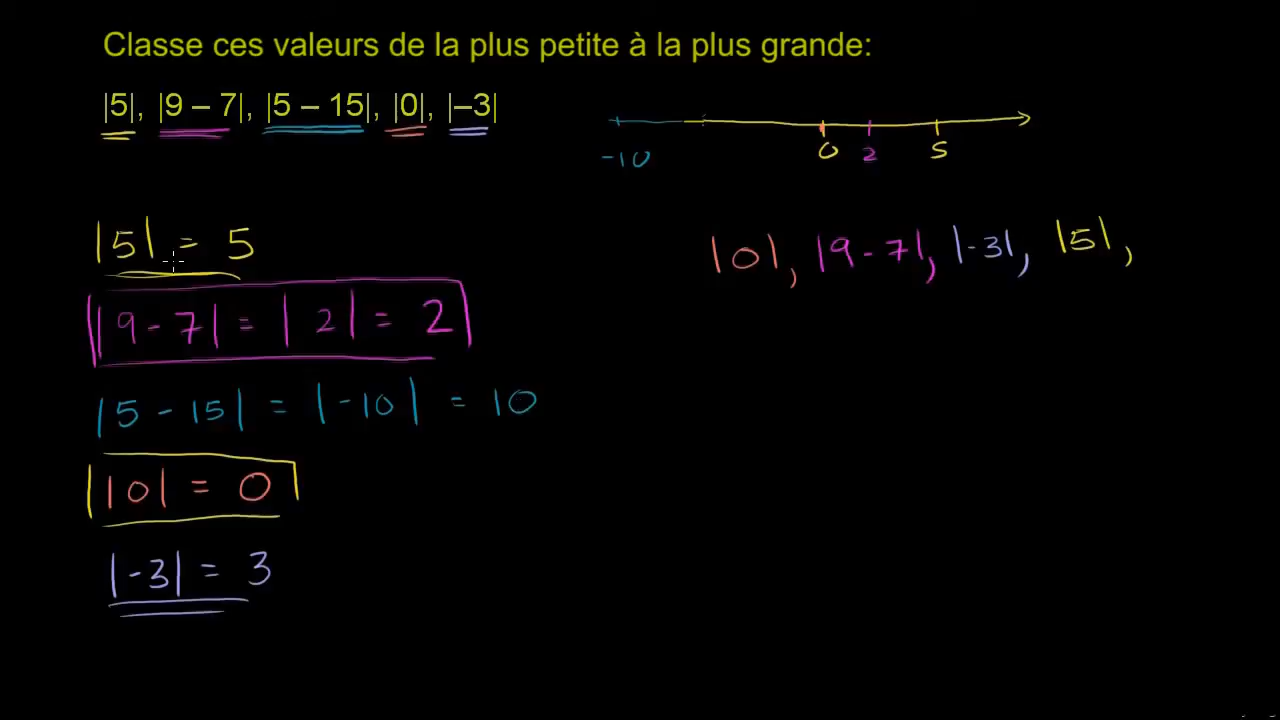 Classe ces valeurs de la plus petite à la plus grande:
|5|, |9 – 7|, |5 – 15|, |0|, |–3|
-10 0 2 5
|0|, |9-7|, |-3|, |5|,
|5| = 5
|9-7| = |2| = 2
|5-15| = |-10| = 10
|0| = 0
|-3| = 3